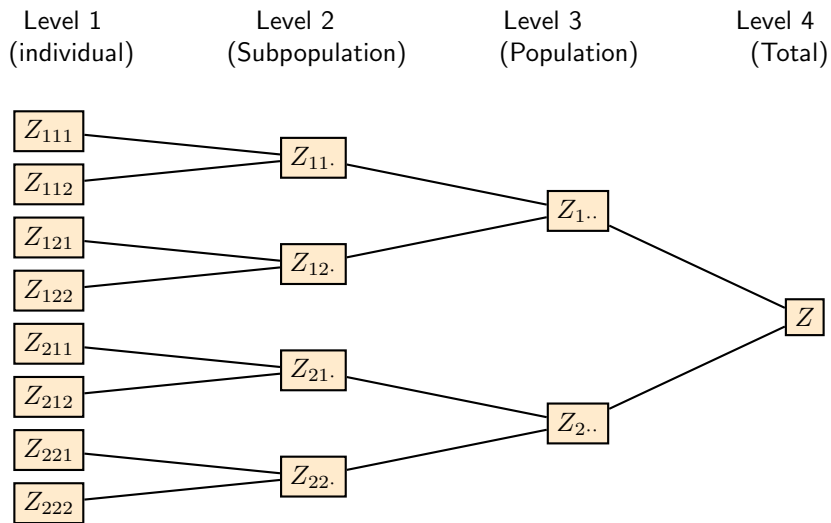 Level 1 Level 2 Level 3 Level 4
(individual) (Subpopulation) (Population) (Total)
Z₁₁₁
Z₁₁.
Z₁₁₂
Z₁..
Z₁₂₁
Z₁₂.
Z₁₂₂
Z
Z₂₁₁
Z₂₁.
Z₂₁₂
Z₂..
Z₂₂₁
Z₂₂.
Z₂₂₂